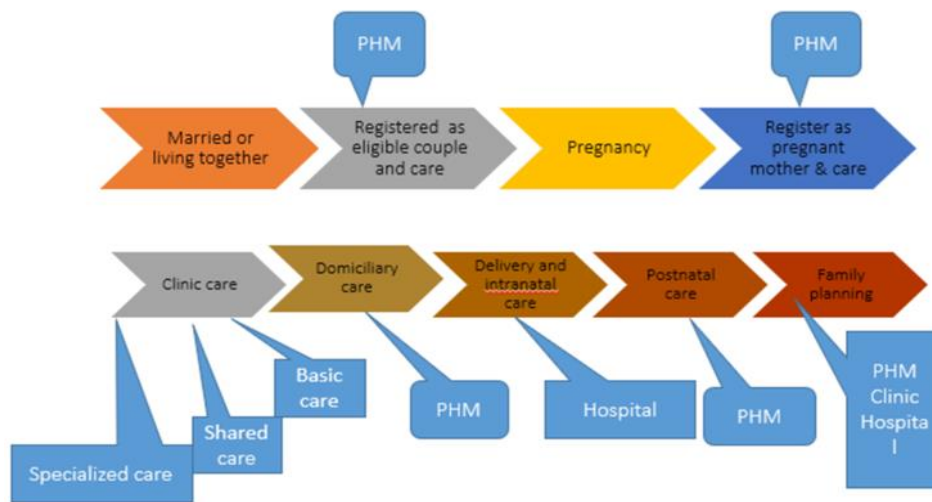 PHM
PHM
Married or
living together
Registered as
eligible couple
and care
Pregnancy
Register as
pregnant
mother & care
Clinic care
Domiciliary
care
Delivery and
intranatal
care
Postnatal
care
Family
planning
Specialized care
Shared
care
Basic
care
PHM
Hospital
PHM
PHM
Clinic
Hospita
l